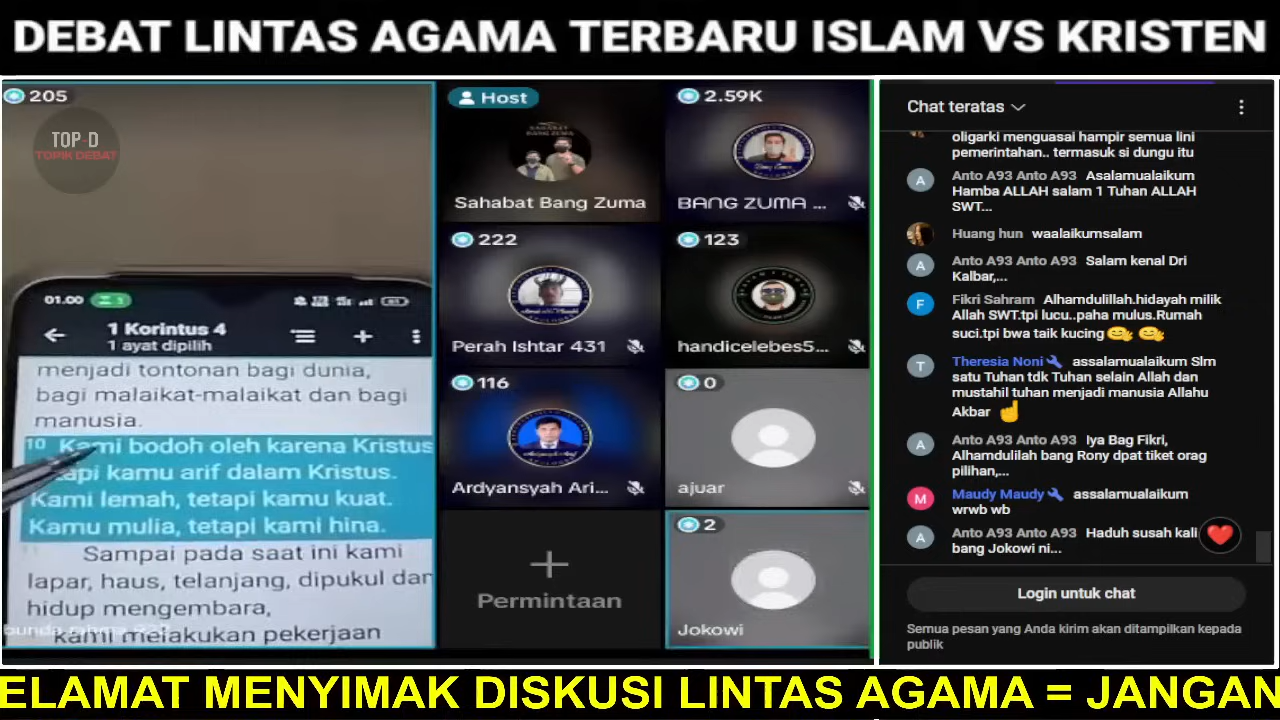 DEBAT LINTAS AGAMA TERBARU ISLAM VS KRISTEN
205
TOP-D
TOPIK DEBAT
01.00
1 Korintus 4
1 ayat dipilih
menjadi tontonan bagi dunia,
bagi malaikat-malaikat dan bagi
manusia.
10 Kami bodoh oleh karena Kristus
tapi kamu arif dalam Kristus.
Kami lemah, tetapi kamu kuat.
Kamu mulia, tetapi kami hina.
11 Sampai pada saat ini kami
lapar, haus, telanjang, dipukul dan
hidup mengembara,
kami melakukan pekerjaan
Host
Sahabat Bang Zuma
2.59K
BANG ZUMA ...
222
Perah Ishtar 431
123
handicelebes5...
116
Ardyansyah Ari...
0
ajuar
Permintaan
2
Jokowi
Chat teratas
oligarki menguasai hampir semua lini
pemerintahan.. termasuk si dungu itu
A
Anto A93 Anto A93 Asalamualaikum
Hamba ALLAH salam 1 Tuhan ALLAH
SWT...
Huang hun waalaikumsalam
A
Anto A93 Anto A93 Salam kenal Dri
Kalbar,...
F
Fikri Sahram Alhamdulillah.hidayah milik
Allah SWT.tpi lucu..paha mulus.Rumah
suci.tpi bwa taik kucing
T
Theresia Noni assalamualaikum Slm
satu Tuhan tdk Tuhan selain Allah dan
mustahil tuhan menjadi manusia Allahu
Akbar
A
Anto A93 Anto A93 Iya Bag Fikri,
Alhamdulilah bang Rony dpat tiket orag
pilihan,...
M
Maudy Maudy assalamualaikum
wrwb wb
A
Anto A93 Anto A93 Haduh susah kali
bang Jokowi ni...
Login untuk chat
Semua pesan yang Anda kirim akan ditampilkan kepada
publik
ELAMAT MENYIMAK DISKUSI LINTAS AGAMA = JANGAN